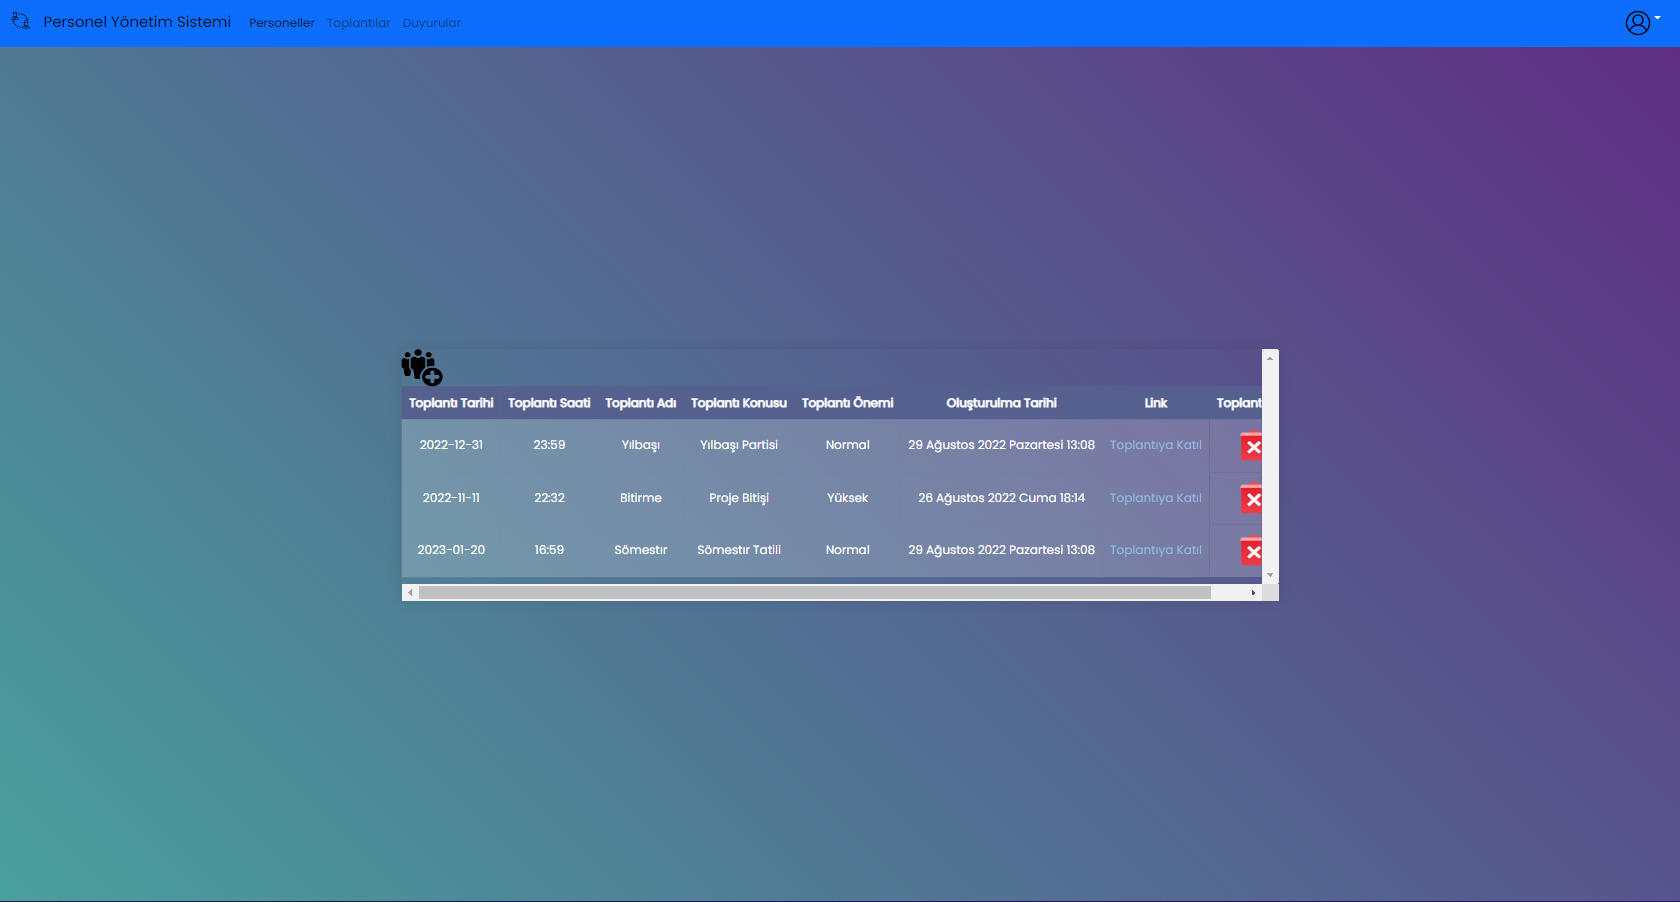 Personel Yönetim Sistemi Personeller Toplantılar Duyurular
Toplantı Tarihi Toplantı Saati Toplantı Adı Toplantı Konusu Toplantı Önemi Oluşturulma Tarihi Link Toplant
2022-12-31 23:59 Yılbaşı Yılbaşı Partisi Normal 29 Ağustos 2022 Pazartesi 13:08 Toplantıya Katıl
2022-11-11 22:32 Bitirme Proje Bitişi Yüksek 26 Ağustos 2022 Cuma 18:14 Toplantıya Katıl
2023-01-20 16:59 Sömestır Sömestır Tatili Normal 29 Ağustos 2022 Pazartesi 13:08 Toplantıya Katıl